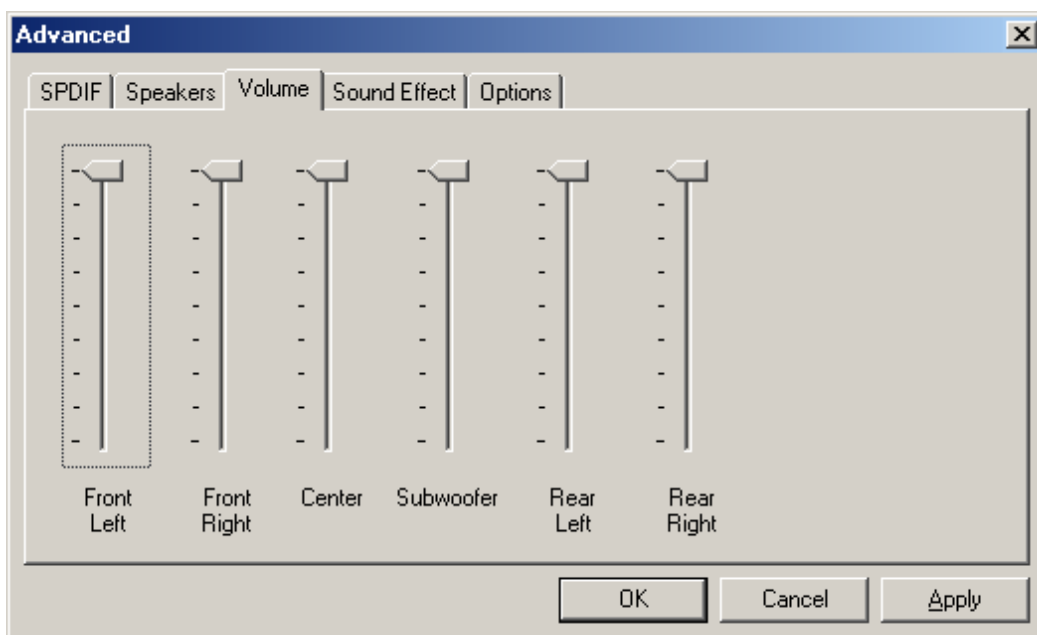 Advanced
SPDIF Speakers Volume Sound Effect Options
Front Left
Front Right
Center
Subwoofer
Rear Left
Rear Right
OK Cancel Apply